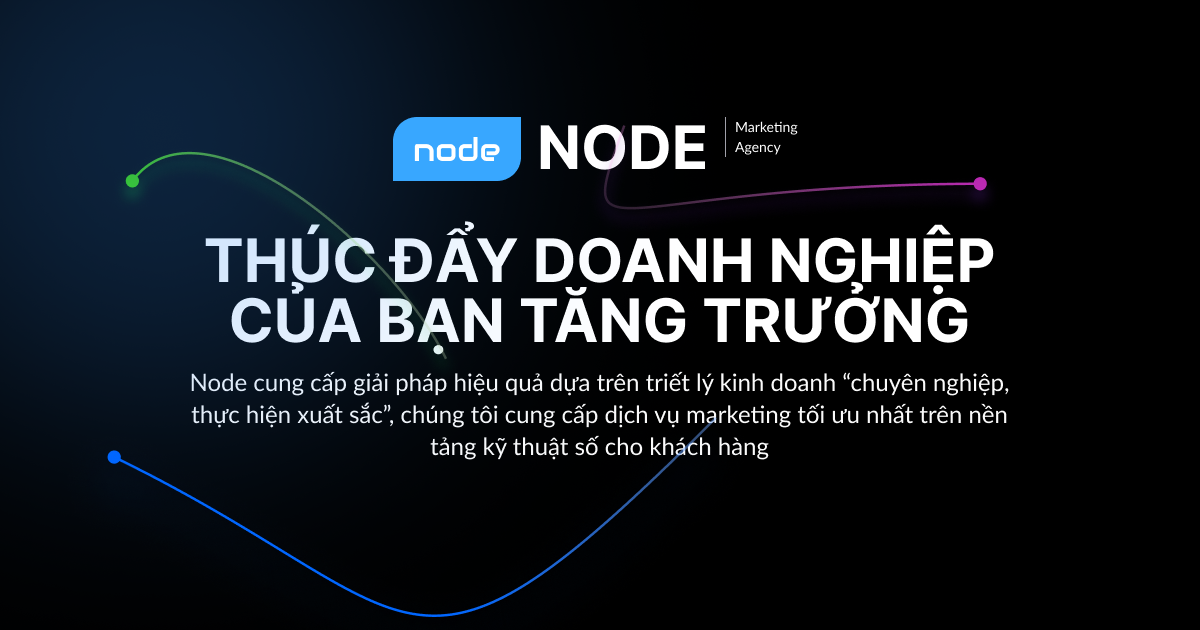 node NODE Marketing
Agency
THÚC ĐẨY DOANH NGHIỆP
CỦA BẠN TĂNG TRƯỞNG
Node cung cấp giải pháp hiệu quả dựa trên triết lý kinh doanh “chuyên nghiệp,
thực hiện xuất sắc”, chúng tôi cung cấp dịch vụ marketing tối ưu nhất trên nền
tảng kỹ thuật số cho khách hàng